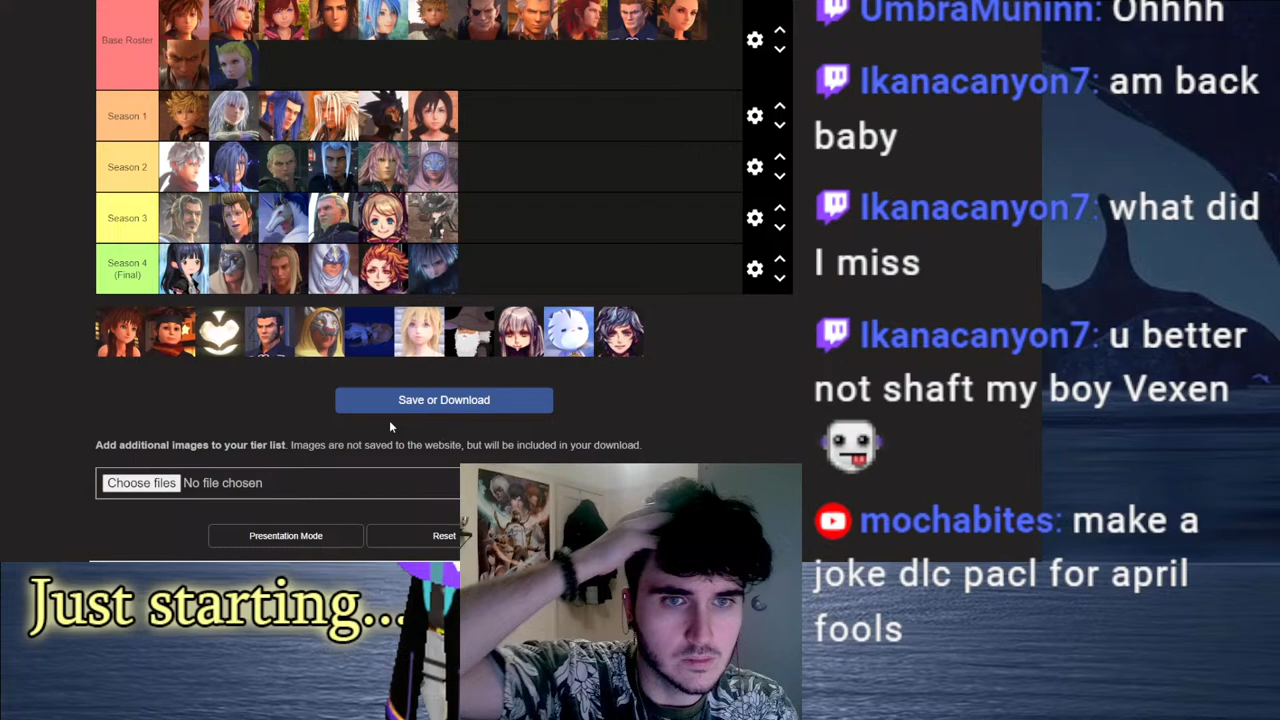 Base Roster
Season 1
Season 2
Season 3
Season 4
(Final)
Save or Download
Add additional images to your tier list. Images are not saved to the website, but will be included in your download.
Choose files No file chosen
Presentation Mode
Reset
Just starting...
UmbraMuninn: Ohhhh
Ikanacanyon7: am back
baby
Ikanacanyon7: what did
I miss
Ikanacanyon7: u better
not shaft my boy Vexen
mochabites: make a
joke dlc pacl for april
fools